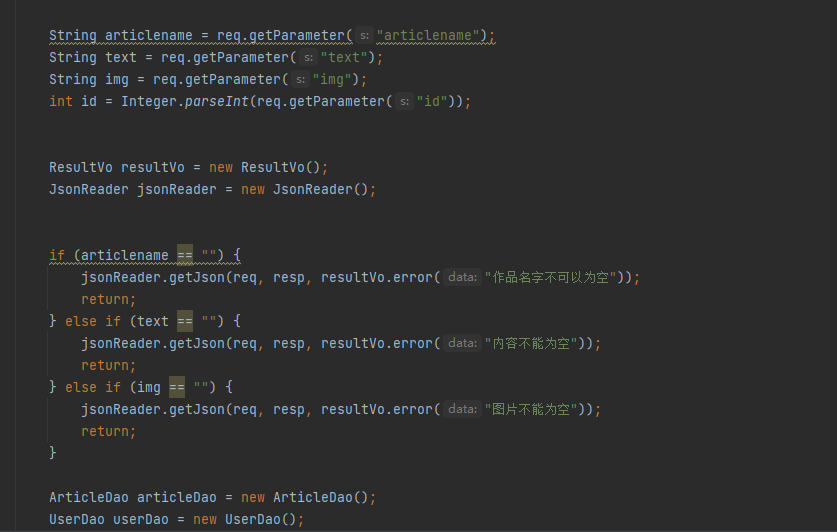 String articlename = req.getParameter( s: "articlename");
String text = req.getParameter( s: "text");
String img = req.getParameter( s: "img");
int id = Integer.parseInt(req.getParameter( s: "id"));
ResultVo resultVo = new ResultVo();
JsonReader jsonReader = new JsonReader();
if (articlename == "") {
jsonReader.getJson(req, resp, resultVo.error( data: "作品名字不可以为空"));
return;
} else if (text == "") {
jsonReader.getJson(req, resp, resultVo.error( data: "内容不能为空"));
return;
} else if (img == "") {
jsonReader.getJson(req, resp, resultVo.error( data: "图片不能为空"));
return;
}
ArticleDao articleDao = new ArticleDao();
UserDao userDao = new UserDao();